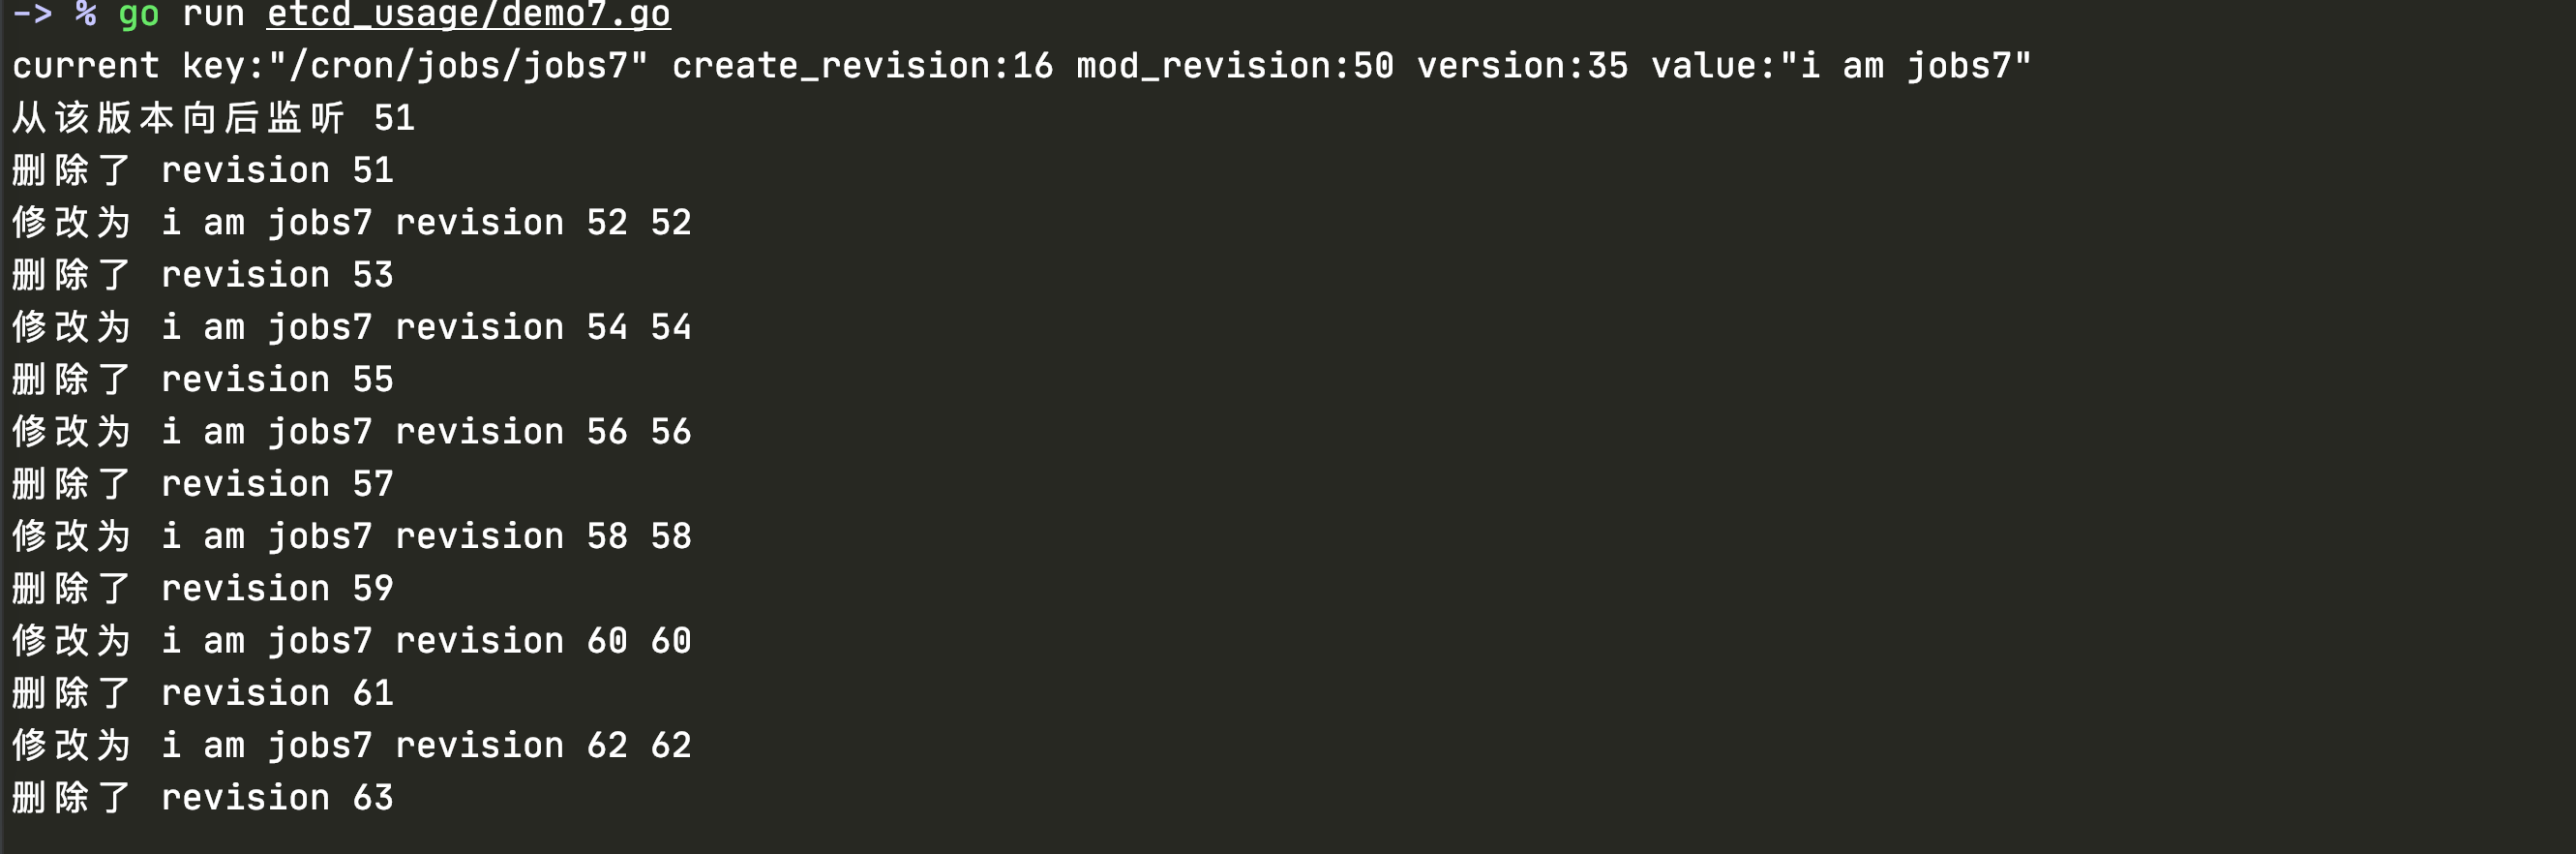 -> % go run etcd_usage/demo7.go
current key:"/cron/jobs/jobs7" create_revision:16 mod_revision:50 version:35 value:"i am jobs7"
从该版本向后监听 51
删除了 revision 51
修改为 i am jobs7 revision 52 52
删除了 revision 53
修改为 i am jobs7 revision 54 54
删除了 revision 55
修改为 i am jobs7 revision 56 56
删除了 revision 57
修改为 i am jobs7 revision 58 58
删除了 revision 59
修改为 i am jobs7 revision 60 60
删除了 revision 61
修改为 i am jobs7 revision 62 62
删除了 revision 63